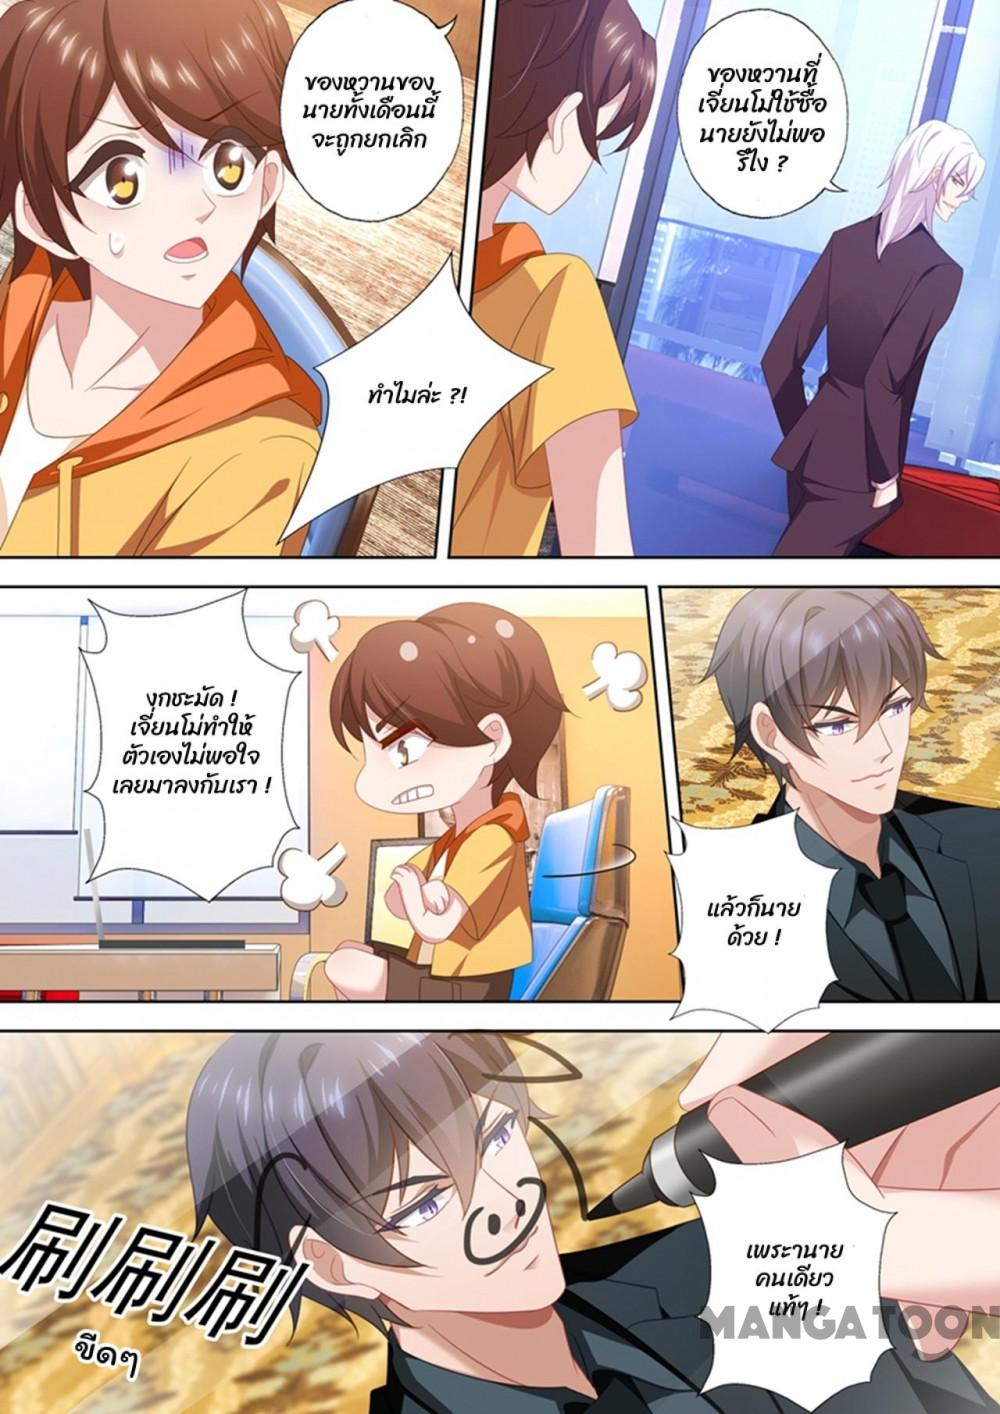 ของหวานของ
นายทั้งเดือนนี้
จะถูกยกเลิก
ทำไมล่ะ ?!
ของหวานที่
เจี่ยนโม่ใช้ซื้อ
นายยังไม่พอ
รึไง ?
งกชะมัด !
เจี่ยนโม่ทำให้
ตัวเองไม่พอใจ
เลยมาลงกับเรา !
แล้วก็นาย
ด้วย !
刷刷刷
ขีดๆ
เพราะนาย
คนเดียว
แท้ๆ !
MANGATOON